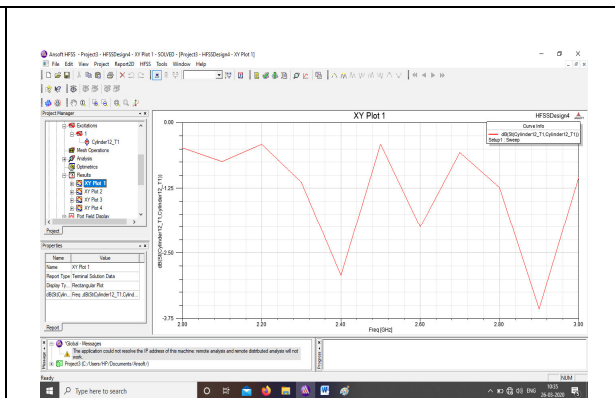 Ansoft HFSS - Project3 - HFSSDesign4 - XY Plot 1 - SOLVED - [Project3 - HFSSDesign4 - XY Plot 1]
File Edit View Project Report2D HFSS Tools Window Help
Project Manager
Excitations
1
Cylinder12_T1
Mesh Operations
Analysis
Optimetrics
Results
XY Plot 1
XY Plot 2
XY Plot 3
XY Plot 4
Port Field Display
Project
Properties
Name Value
Name XY Plot 1
Report Type Terminal Solution Data
Display Ty... Rectangular Plot
Report
XY Plot 1
HFSSDesign4
Curve Info
dB(St(Cylinder12_T1,Cylinder12_T1))
Setup1 : Sweep
dB(St(Cylinder12_T1,Cylinder12_T1))
0.00
-1.25
-2.50
-3.75
2.00 2.20 2.40 2.60 2.80 3.00
Freq [GHz]
Message
*Global - Messages
The application could not resolve the IP address of this machine: remote analysis and remote distributed analysis will not work.
Project3 (C:/Users/HP/Documents/Ansoft/)
Progress
Ready
NUM
Type here to search
ENG
10:35
26-03-2020